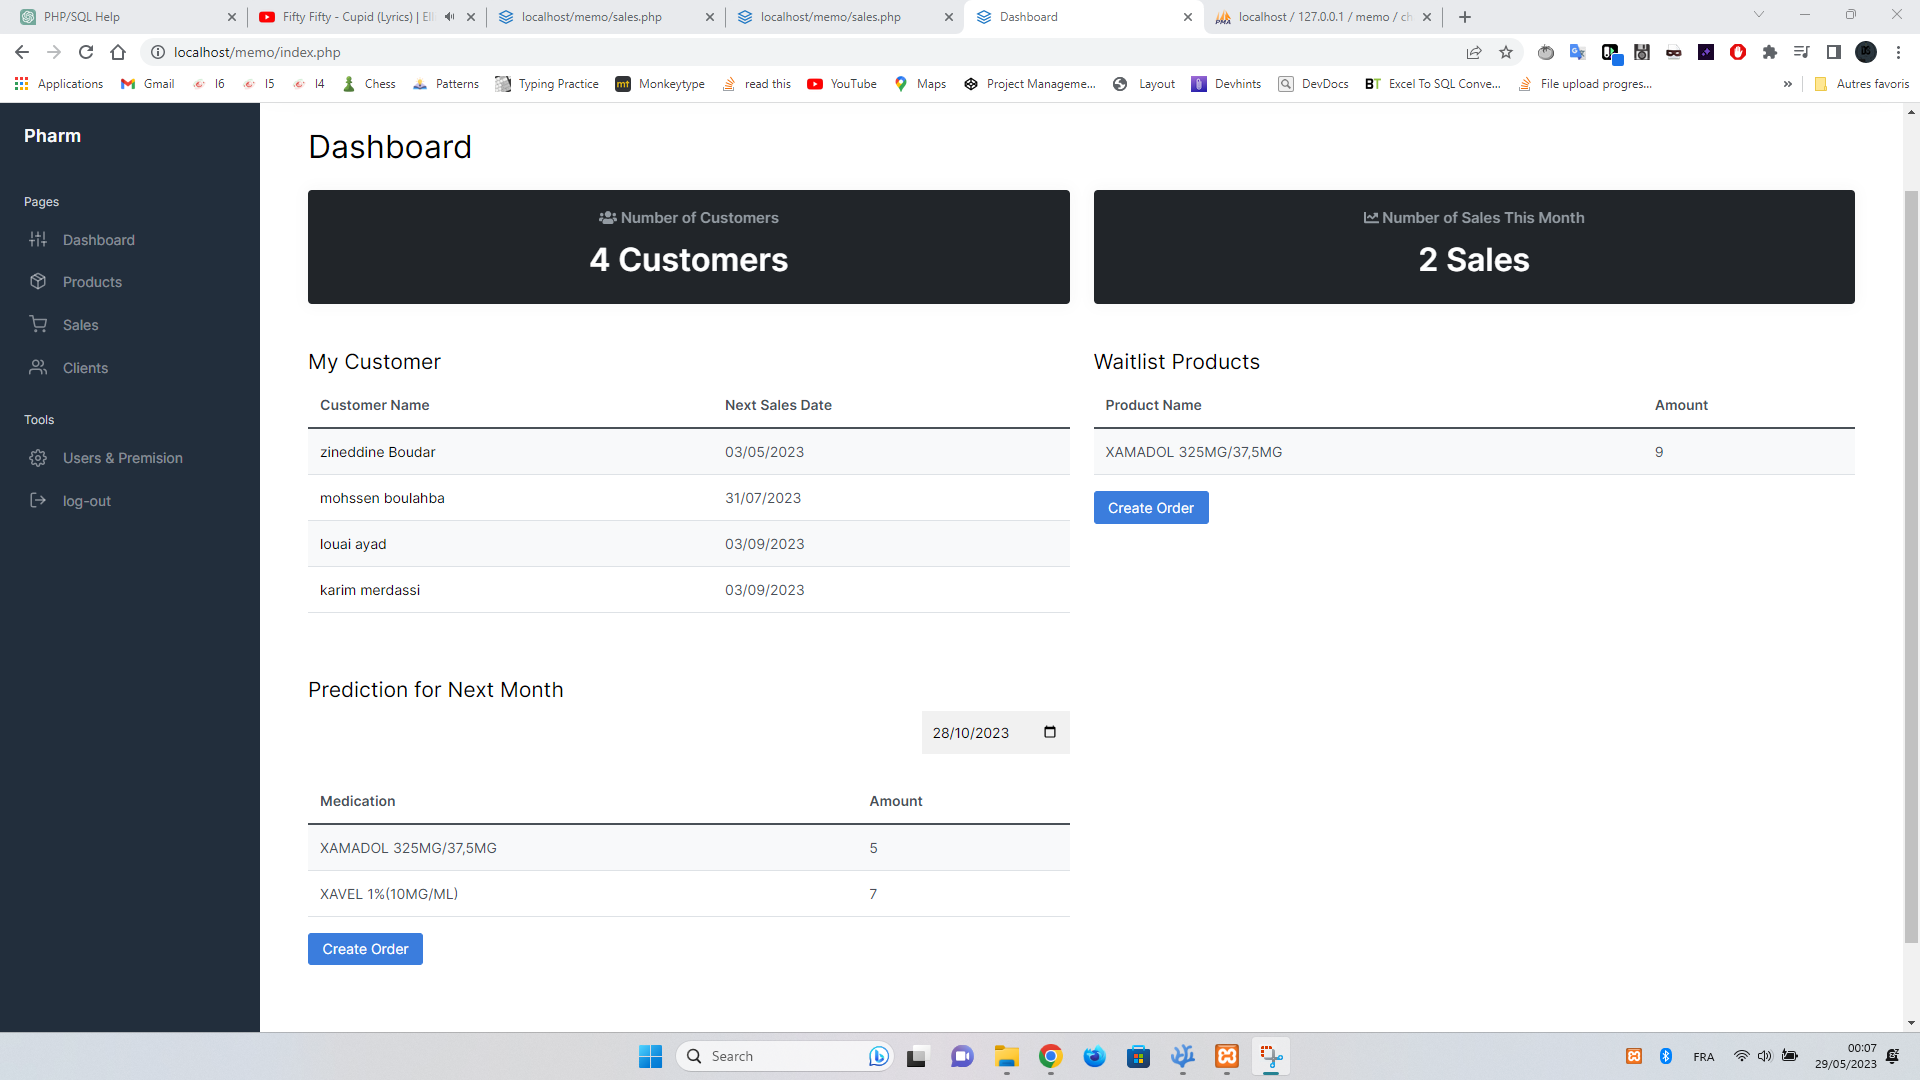 PHP/SQL Help
Fifty Fifty - Cupid (Lyrics) | El
localhost/memo/sales.php
localhost/memo/sales.php
Dashboard
localhost / 127.0.0.1 / memo / ch
localhost/memo/index.php
Applications
Gmail
I6
I5
I4
Chess
Patterns
Typing Practice
mt Monkeytype
read this
YouTube
Maps
Project Manageme...
Layout
Devhints
DevDocs
BT Excel To SQL Conve...
File upload progres...
»
Autres favoris
Pharm
Pages
Dashboard
Products
Sales
Clients
Tools
Users & Premision
log-out
Dashboard
Number of Customers
4 Customers
Number of Sales This Month
2 Sales
My Customer
Customer Name Next Sales Date
zineddine Boudar 03/05/2023
mohssen boulahba 31/07/2023
louai ayad 03/09/2023
karim merdassi 03/09/2023
Waitlist Products
Product Name Amount
XAMADOL 325MG/37,5MG 9
Create Order
Prediction for Next Month
28/10/2023
Medication Amount
XAMADOL 325MG/37,5MG 5
XAVEL 1%(10MG/ML) 7
Create Order
Search
FRA
00:07
29/05/2023